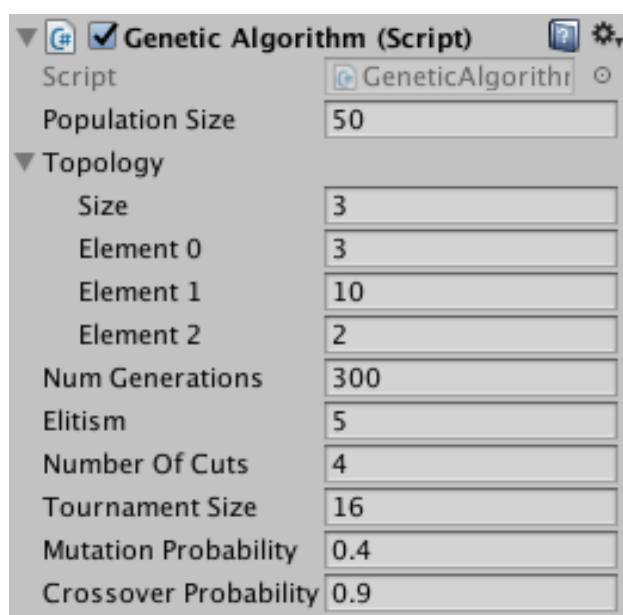 Genetic Algorithm (Script)
Script GeneticAlgorithr
Population Size 50
Topology
Size 3
Element 0 3
Element 1 10
Element 2 2
Num Generations 300
Elitism 5
Number Of Cuts 4
Tournament Size 16
Mutation Probability 0.4
Crossover Probability 0.9